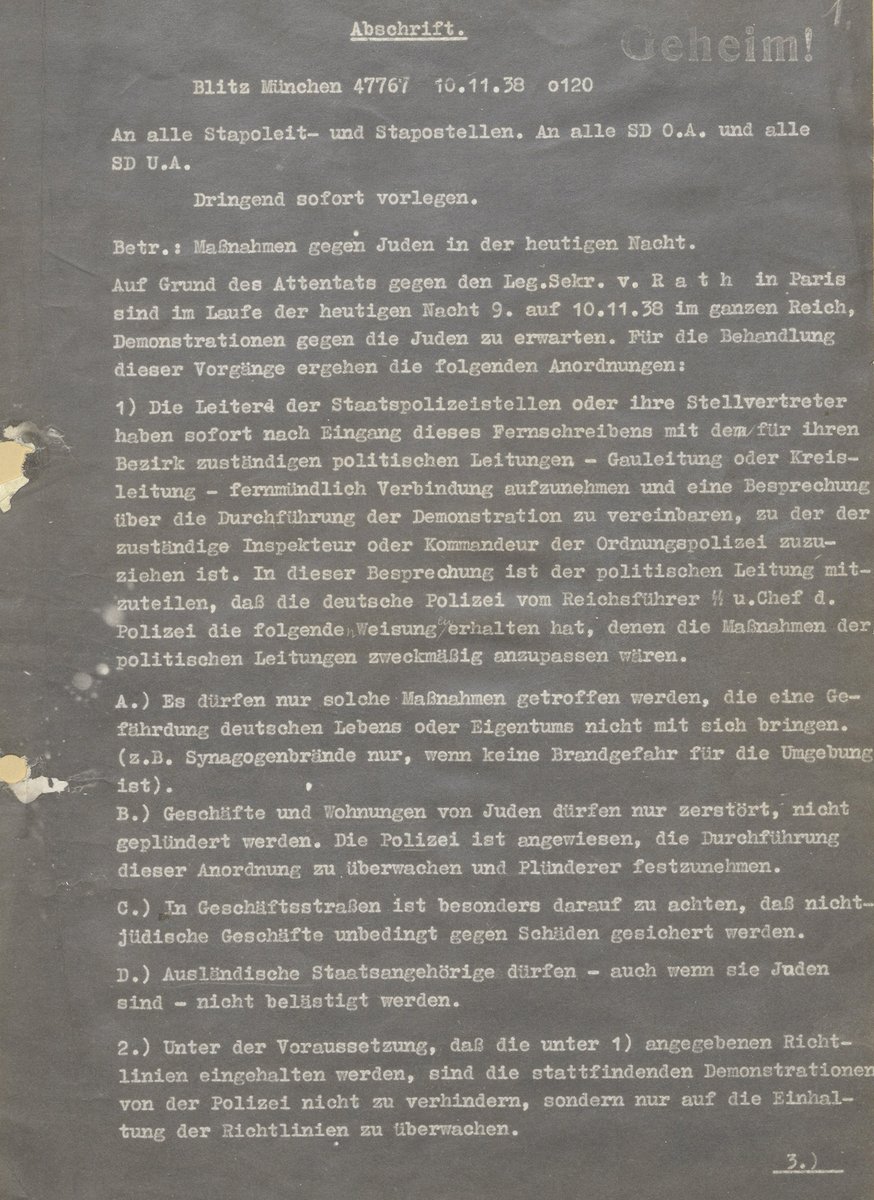 1.
Abschrift.
Geheim!
Blitz München 47767 10.11.38 o120
An alle Stapoleit- und Stapostellen. An alle SD O.A. und alle
SD U.A.
Dringend sofort vorlegen.
Betr.: Maßnahmen gegen Juden in der heutigen Nacht.
Auf Grund des Attentats gegen den Leg.Sekr. v. R a t h in Paris
sind im Laufe der heutigen Nacht 9. auf 10.11.38 im ganzen Reich,
Demonstrationen gegen die Juden zu erwarten. Für die Behandlung
dieser Vorgänge ergehen die folgenden Anordnungen:
1) Die Leiterd der Staatspolizeistellen oder ihre Stellvertreter
haben sofort nach Eingang dieses Fernschreibens mit dem für ihren
Bezirk zuständigen politischen Leitungen - Gauleitung oder Kreis-
leitung - fernmündlich Verbindung aufzunehmen und eine Besprechung
über die Durchführung der Demonstration zu vereinbaren, zu der der
zuständige Inspekteur oder Kommandeur der Ordnungspolizei zuzu-
ziehen ist. In dieser Besprechung ist der politischen Leitung mit-
zuteilen, daß die deutsche Polizei vom Reichsführer SS u.Chef d.
Polizei die folgenden Weisungen erhalten hat, denen die Maßnahmen der
politischen Leitungen zweckmäßig anzupassen wären.
A.) Es dürfen nur solche Maßnahmen getroffen werden, die eine Ge-
fährdung deutschen Lebens oder Eigentums nicht mit sich bringen.
(z.B. Synagogenbrände nur, wenn keine Brandgefahr für die Umgebung
ist).
B.) Geschäfte und Wohnungen von Juden dürfen nur zerstört, nicht
geplündert werden. Die Polizei ist angewiesen, die Durchführung
dieser Anordnung zu überwachen und Plünderer festzunehmen.
C.) In Geschäftsstraßen ist besonders darauf zu achten, daß nicht-
jüdische Geschäfte unbedingt gegen Schäden gesichert werden.
D.) Ausländische Staatsangehörige dürfen - auch wenn sie Juden
sind - nicht belästigt werden.
2.) Unter der Voraussetzung, daß die unter 1) angegebenen Richt-
linien eingehalten werden, sind die stattfindenden Demonstrationen
von der Polizei nicht zu verhindern, sondern nur auf die Einhal-
tung der Richtlinien zu überwachen.
3.)